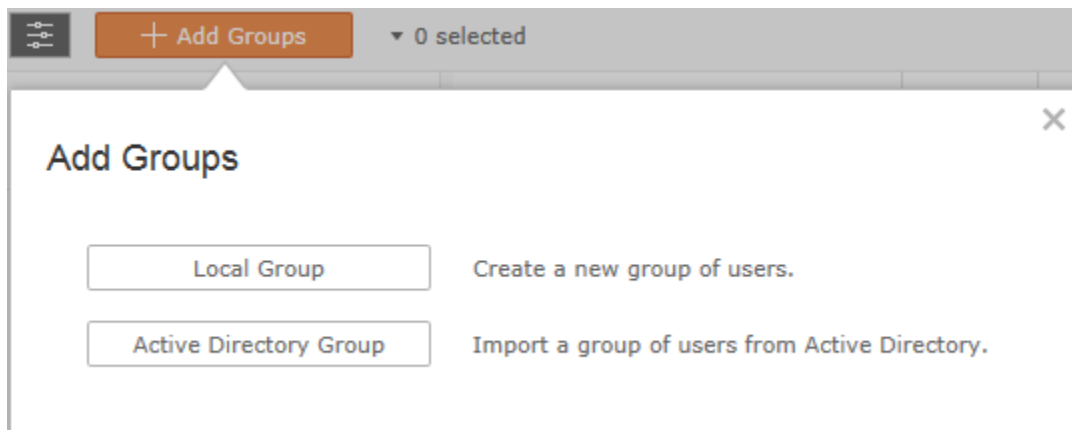 + Add Groups ▾ 0 selected
Add Groups
Local Group Create a new group of users.
Active Directory Group Import a group of users from Active Directory.